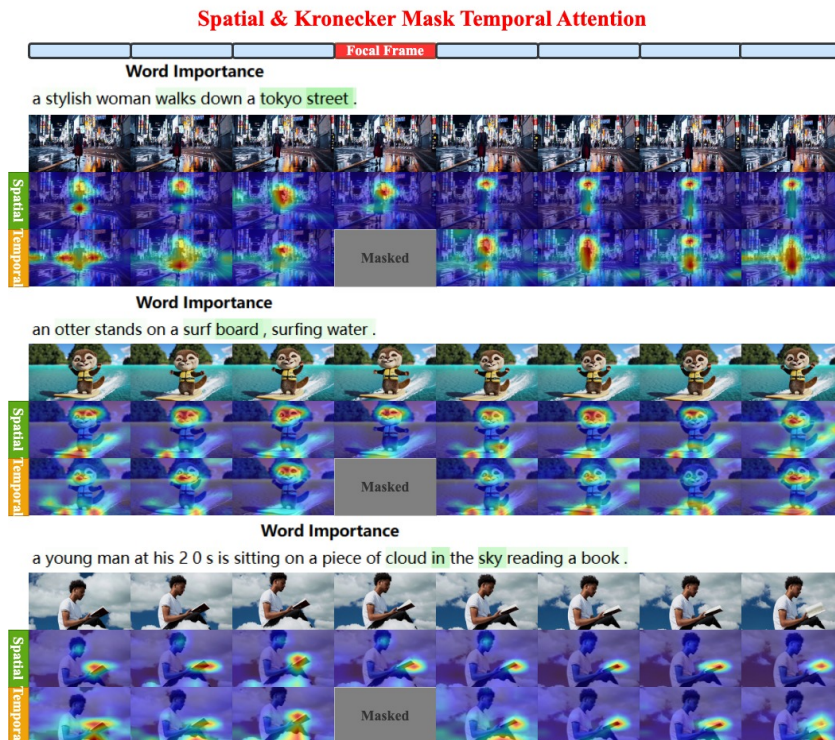 Spatial & Kronecker Mask Temporal Attention
Focal Frame
Word Importance
a stylish woman walks down a tokyo street .
Spatial
Temporal
Masked
Word Importance
an otter stands on a surf board , surfing water .
Spatial
Temporal
Masked
Word Importance
a young man at his 2 0 s is sitting on a piece of cloud in the sky reading a book .
Spatial
Temporal
Masked